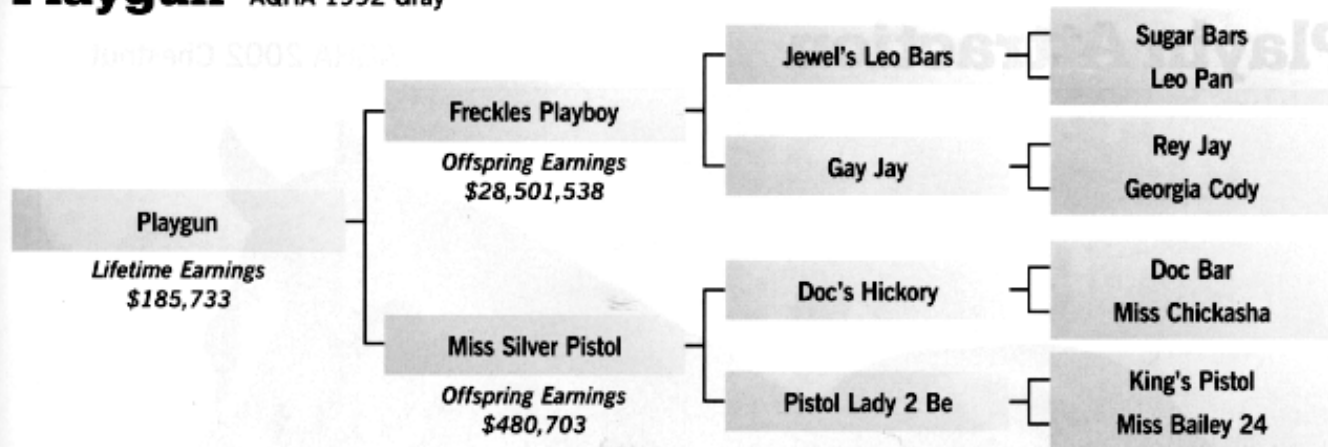 Playgun AQHA 1992 Gray
Playgun
Lifetime Earnings
$185,733
Freckles Playboy
Offspring Earnings
$28,501,538
Miss Silver Pistol
Offspring Earnings
$480,703
Jewel's Leo Bars
Gay Jay
Doc's Hickory
Pistol Lady 2 Be
Sugar Bars
Leo Pan
Rey Jay
Georgia Cody
Doc Bar
Miss Chickasha
King's Pistol
Miss Bailey 24